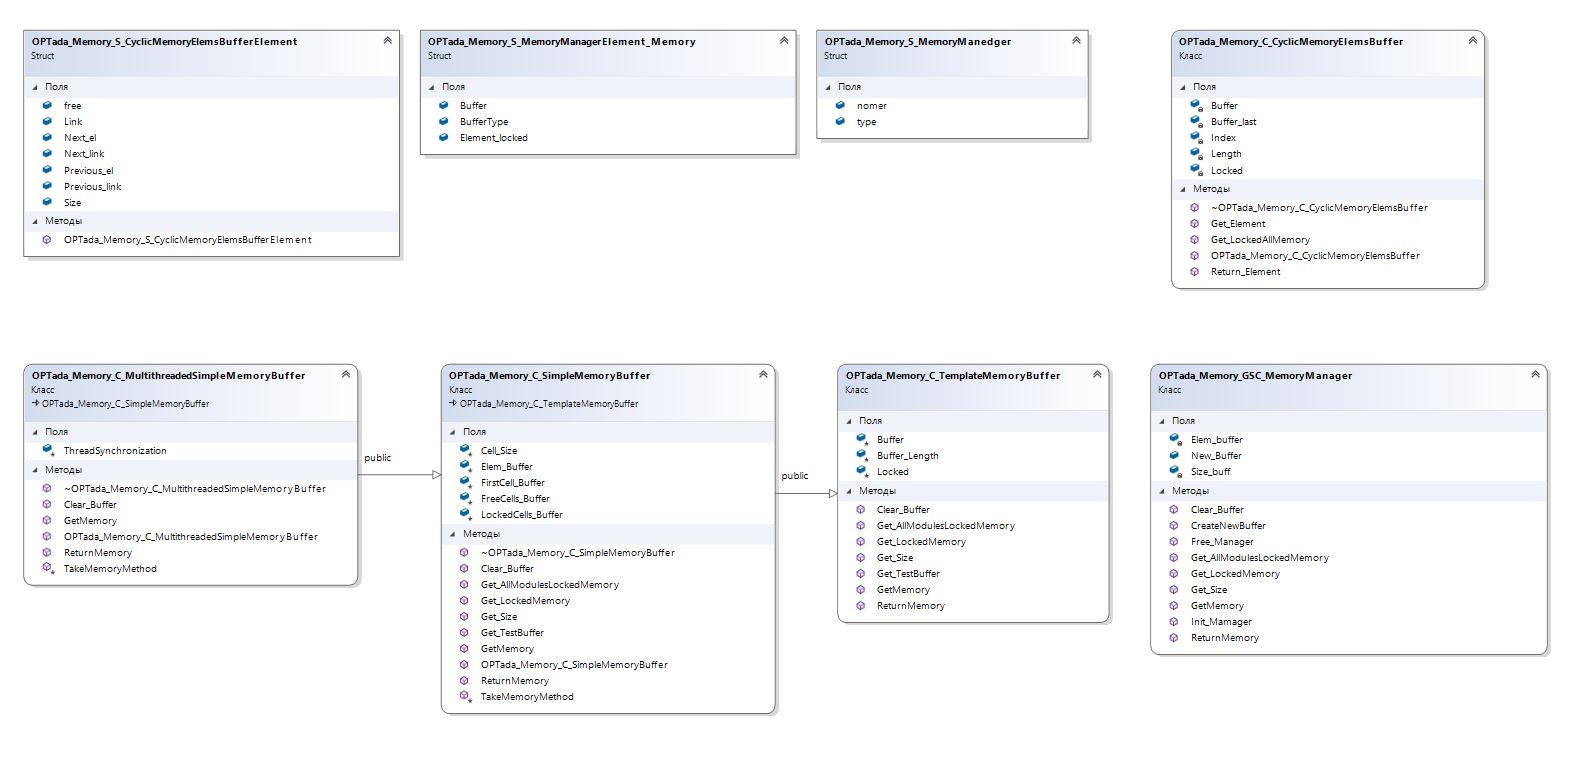 OPTada_Memory_S_CyclicMemoryElemsBufferElement
Struct
Поля
free
Link
Next_el
Next_link
Previous_el
Previous_link
Size
Методы
OPTada_Memory_S_CyclicMemoryElemsBufferElement
OPTada_Memory_S_MemoryManagerElement_Memory
Struct
Поля
Buffer
BufferType
Element_locked
OPTada_Memory_S_MemoryManedger
Struct
Поля
nomer
type
OPTada_Memory_C_CyclicMemoryElemsBuffer
Класс
Поля
Buffer
Buffer_last
Index
Length
Locked
Методы
~OPTada_Memory_C_CyclicMemoryElemsBuffer
Get_Element
Get_LockedAllMemory
OPTada_Memory_C_CyclicMemoryElemsBuffer
Return_Element
OPTada_Memory_C_MultithreadedSimpleMemoryBuffer
Класс
OPTada_Memory_C_SimpleMemoryBuffer
Поля
ThreadSynchronization
Методы
~OPTada_Memory_C_MultithreadedSimpleMemoryBuffer
Clear_Buffer
GetMemory
OPTada_Memory_C_MultithreadedSimpleMemoryBuffer
ReturnMemory
TakeMemoryMethod
public
OPTada_Memory_C_SimpleMemoryBuffer
Класс
OPTada_Memory_C_TemplateMemoryBuffer
Поля
Cell_Size
Elem_Buffer
FirstCell_Buffer
FreeCells_Buffer
LockedCells_Buffer
Методы
~OPTada_Memory_C_SimpleMemoryBuffer
Clear_Buffer
Get_AllModulesLockedMemory
Get_LockedMemory
Get_Size
Get_TestBuffer
GetMemory
OPTada_Memory_C_SimpleMemoryBuffer
ReturnMemory
TakeMemoryMethod
public
OPTada_Memory_C_TemplateMemoryBuffer
Класс
Поля
Buffer
Buffer_Length
Locked
Методы
Clear_Buffer
Get_AllModulesLockedMemory
Get_LockedMemory
Get_Size
Get_TestBuffer
GetMemory
ReturnMemory
OPTada_Memory_GSC_MemoryManager
Класс
Поля
Elem_buffer
New_Buffer
Size_buff
Методы
Clear_Buffer
CreateNewBuffer
Free_Manager
Get_AllModulesLockedMemory
Get_LockedMemory
Get_Size
GetMemory
Init_Mamager
ReturnMemory